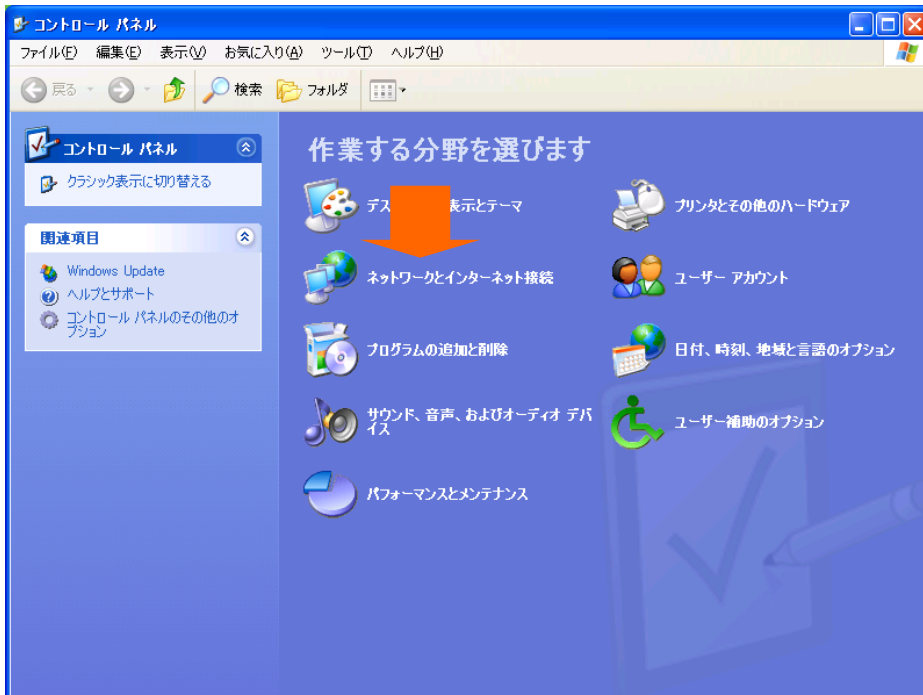 コントロール パネル
ファイル(F) 編集(E) 表示(V) お気に入り(A) ツール(T) ヘルプ(H)
戻る 検索 フォルダ
コントロール パネル
クラシック表示に切り替える
関連項目
Windows Update
ヘルプとサポート
コントロール パネルのその他のオ
プション
作業する分野を選びます
デス 表示とテーマ
プリンタとその他のハードウェア
ネットワークとインターネット接続
ユーザー アカウント
プログラムの追加と削除
日付、時刻、地域と言語のオプション
サウンド、音声、およびオーディオ デバ
イス
ユーザー補助のオプション
パフォーマンスとメンテナンス